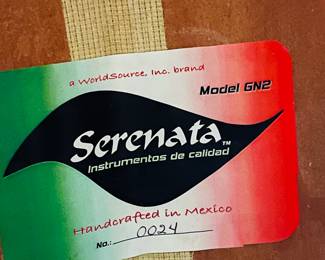 a WorldSource, Inc. brand
Model GN2
Serenata™
Instrumentos de calidad
Handcrafted in Mexico
No.: 0024